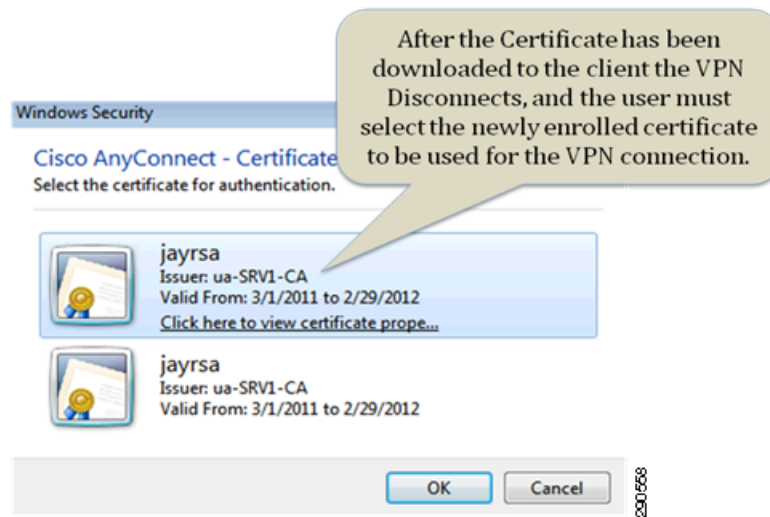 After the Certificate has been
downloaded to the client the VPN
Disconnects, and the user must
select the newly enrolled certificate
to be used for the VPN connection.
Windows Security
Cisco AnyConnect - Certificate
Select the certificate for authentication.
jayrsa
Issuer: ua-SRV1-CA
Valid From: 3/1/2011 to 2/29/2012
Click here to view certificate prope...
jayrsa
Issuer: ua-SRV1-CA
Valid From: 3/1/2011 to 2/29/2012
OK
Cancel
290558